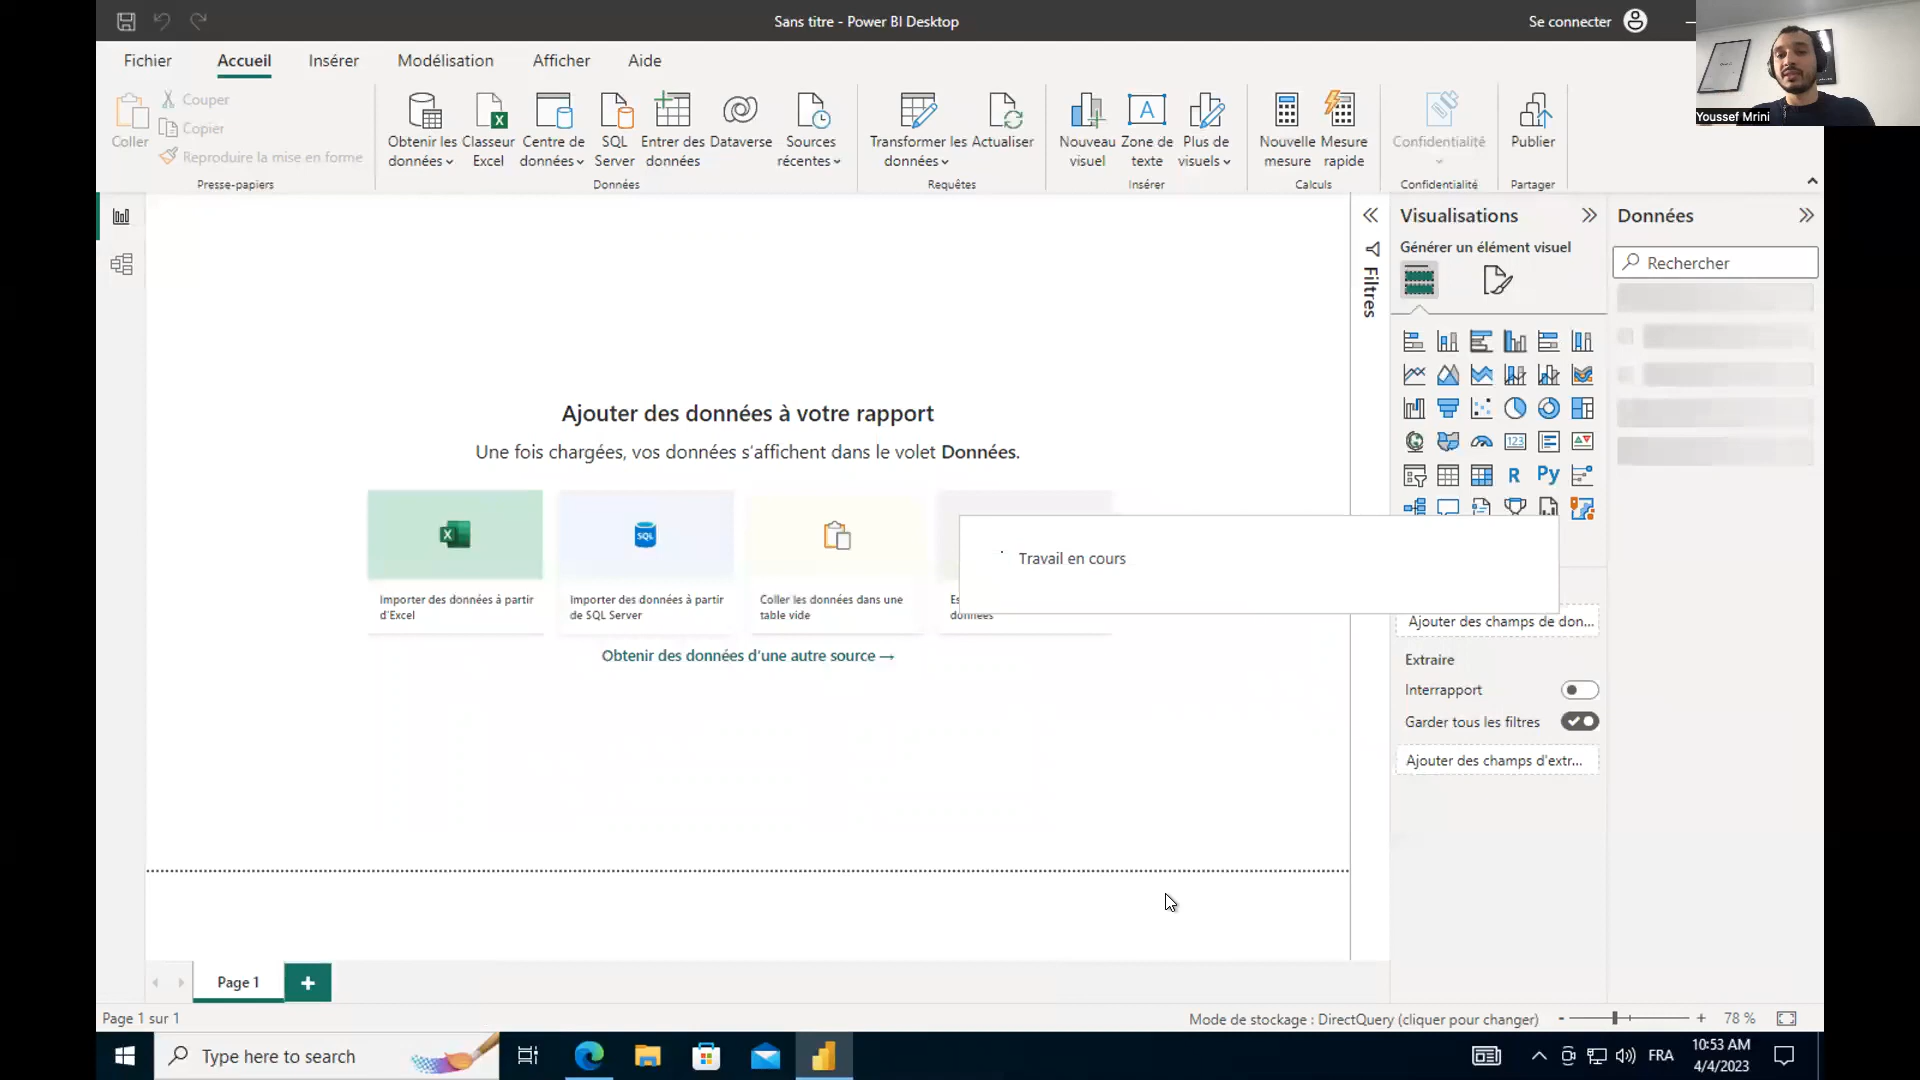 Sans titre - Power BI Desktop
Se connecter
Youssef Mrini
Fichier
Accueil
Insérer
Modélisation
Afficher
Aide
Coller
Couper
Copier
Reproduire la mise en forme
Presse-papiers
Obtenir les données
Classeur Excel
Centre de données
SQL Server
Entrer des données
Dataverse
Sources récentes
Données
Transformer les données
Actualiser
Requêtes
Nouveau visuel
Zone de texte
Plus de visuels
Insérer
Nouvelle mesure
Mesure rapide
Calculs
Confidentialité
Confidentialité
Publier
Partager
Ajouter des données à votre rapport
Une fois chargées, vos données s'affichent dans le volet Données.
SQL
Importer des données à partir
d'Excel
Importer des données à partir
de SQL Server
Coller les données dans une
table vide
données
Obtenir des données d'une autre source →
Travail en cours
Filtres
Visualisations
Générer un élément visuel
123
R
Py
Ajouter des champs de don...
Extraire
Interrapport
Garder tous les filtres
Ajouter des champs d'extr...
Données
Rechercher
Page 1
Page 1 sur 1
Mode de stockage : DirectQuery (cliquer pour changer)
78 %
Type here to search
FRA
10:53 AM
4/4/2023